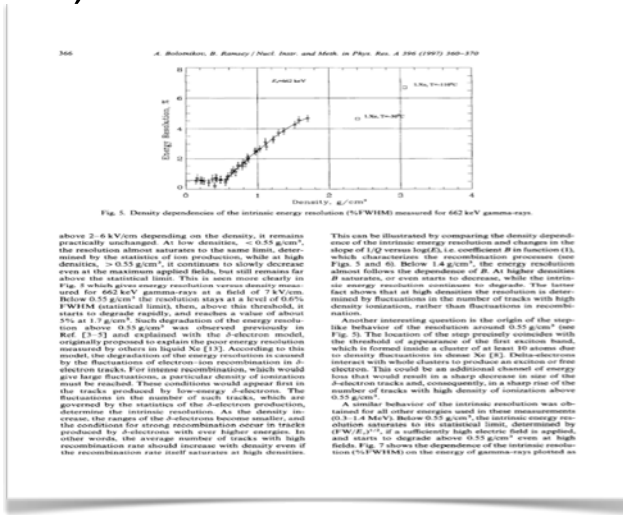 366
A. Bolotnikov, B. Ramsey / Nucl. Instr. and Meth. in Phys. Res. A 396 (1997) 360–370
8
6
4
2
0
Energy Resolution, %
Eγ=662 keV
LXe, T=-30°C
0
1
2
3
4
Density, g/cm³
Fig. 5. Density dependencies of the intrinsic energy resolution (%FWHM) measured for 662 keV gamma-rays.
above 2–6 kV/cm depending on the density, it remains
practically unchanged. At low densities, < 0.55 g/cm³,
the resolution almost saturates to the same limit, deter-
mined by the statistics of ion production, while at high
densities, > 0.55 g/cm³, it continues to slowly decrease
even at the maximum applied fields, but still remains far
above the statistical limit. This is seen more clearly in
Fig. 5 which gives energy resolution versus density meas-
ured for 662 keV gamma-rays at a field of 7 kV/cm.
Below 0.55 g/cm³ the resolution stays at a level of 0.6%
FWHM (statistical limit), then, above this threshold, it
starts to degrade rapidly, and reaches a value of about
5% at 1.7 g/cm³. Such degradation of the energy resolu-
tion above 0.55 g/cm³ was observed previously in
Ref. [3–5] and explained with the δ-electron model,
originally proposed to explain the poor energy resolution
measured by others in liquid Xe [13]. According to this
model, the degradation of the energy resolution is caused
by the fluctuations of electron–ion recombination in δ-
electron tracks. For intense recombination, which would
give large fluctuations, a particular density of ionization
must be reached. These conditions would appear first in
the tracks produced by low-energy δ-electrons. The
fluctuations in the number of such tracks, which are
governed by the statistics of the δ-electron production,
determine the intrinsic resolution. As the density in-
crease, the ranges of the δ-electrons become smaller, and
the conditions for strong recombination occur in tracks
produced by δ-electrons with ever higher energies. In
other words, the average number of tracks with high
recombination rate should increase with density even if
the recombination rate itself saturates at high densities.
This can be illustrated by comparing the density depend-
ence of the intrinsic energy resolution and changes in the
slope of 1/Q versus log(E), i.e. coefficient B in function (1),
which characterizes the recombination processes (see
Figs. 5 and 6). Below 1.4 g/cm³, the energy resolution
almost follows the dependence of B. At higher densities
B saturates, or even starts to decrease, while the intrin-
sic energy resolution continues to degrade. The latter
fact shows that at high densities the resolution is deter-
mined by fluctuations in the number of tracks with high
density ionization, rather than fluctuations in recombi-
nation.
Another interesting question is the origin of the step-
like behavior of the resolution around 0.55 g/cm³ (see
Fig. 5). The location of the step precisely coincides with
the threshold of appearance of the first exciton band,
which is formed inside a cluster of at least 10 atoms due
to density fluctuations in dense Xe [8]. Delta-electrons
interact with whole clusters to produce an exciton or free
electron. This could be an additional channel of energy
loss that would result in a sharp decrease in size of the
δ-electron tracks and, consequently, in a sharp rise of the
number of tracks with high density of ionization above
0.55 g/cm³.
A similar behavior of the intrinsic resolution was ob-
tained for all other energies used in these measurements
(0.3–1.4 MeV). Below 0.55 g/cm³, the intrinsic energy res-
olution saturates to its statistical limit, determined by
if a sufficiently high electric field is applied,
and starts to degrade above 0.55 g/cm³ even at high
fields. Fig. 7 shows the dependence of the intrinsic resolu-
tion (%FWHM) on the energy of gamma-rays plotted as